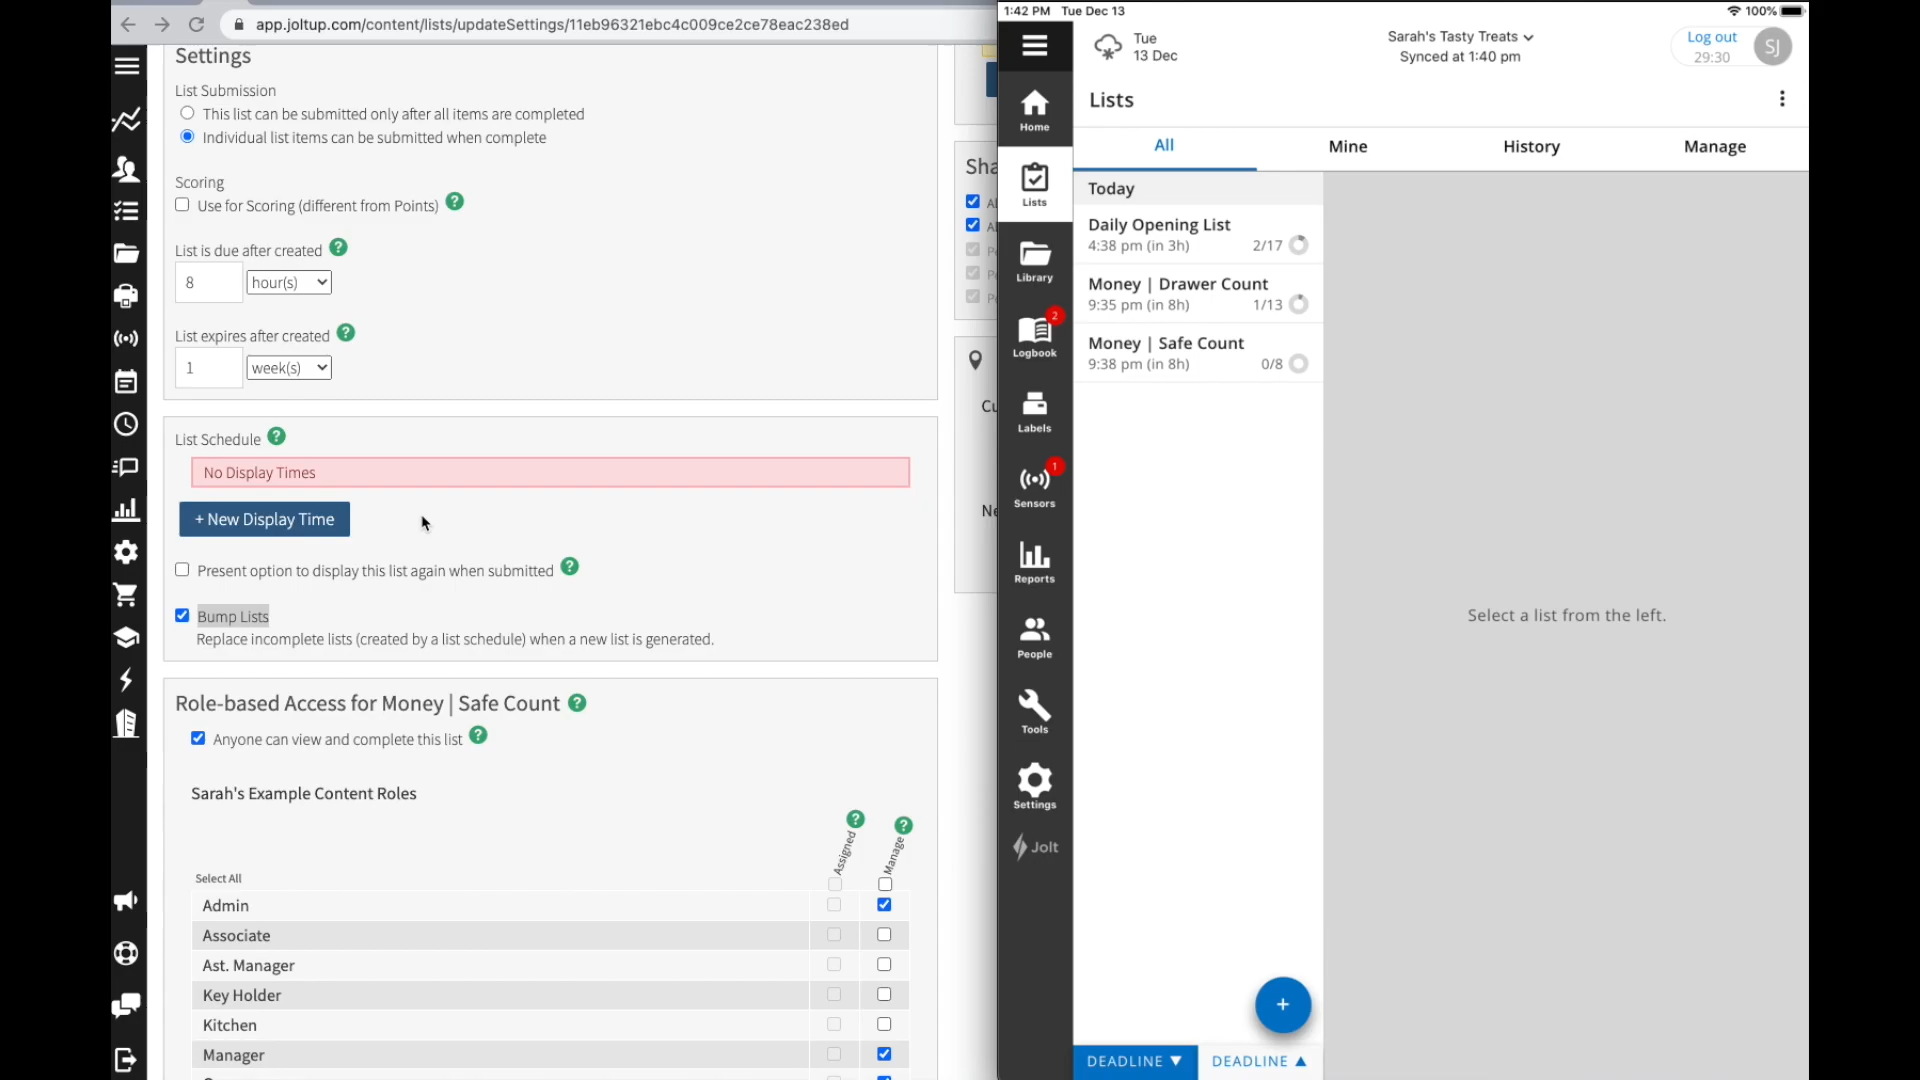 app.joltup.com/content/lists/updateSettings/11eb96321ebc4c009ce2ce78eac238ed
Settings
List Submission
This list can be submitted only after all items are completed
Individual list items can be submitted when complete
Scoring
Use for Scoring (different from Points) ?
List is due after created ?
8 hour(s)
List expires after created ?
1 week(s)
List Schedule ?
No Display Times
+ New Display Time
Present option to display this list again when submitted ?
Bump Lists
Replace incomplete lists (created by a list schedule) when a new list is generated.
Role-based Access for Money | Safe Count ?
Anyone can view and complete this list ?
Sarah's Example Content Roles
? ?
Assigned Manage
Select All
Admin
Associate
Ast. Manager
Key Holder
Kitchen
Manager
1:42 PM Tue Dec 13
100%
Tue
13 Dec
Sarah's Tasty Treats
Synced at 1:40 pm
Log out
29:30
SJ
Lists
All Mine History Manage
Home
Lists
Library
2
Logbook
Labels
1
Sensors
Reports
People
Tools
Settings
Jolt
Today
Daily Opening List
4:38 pm (in 3h) 2/17
Money | Drawer Count
9:35 pm (in 8h) 1/13
Money | Safe Count
9:38 pm (in 8h) 0/8
Select a list from the left.
+
DEADLINE ▼ DEADLINE ▲